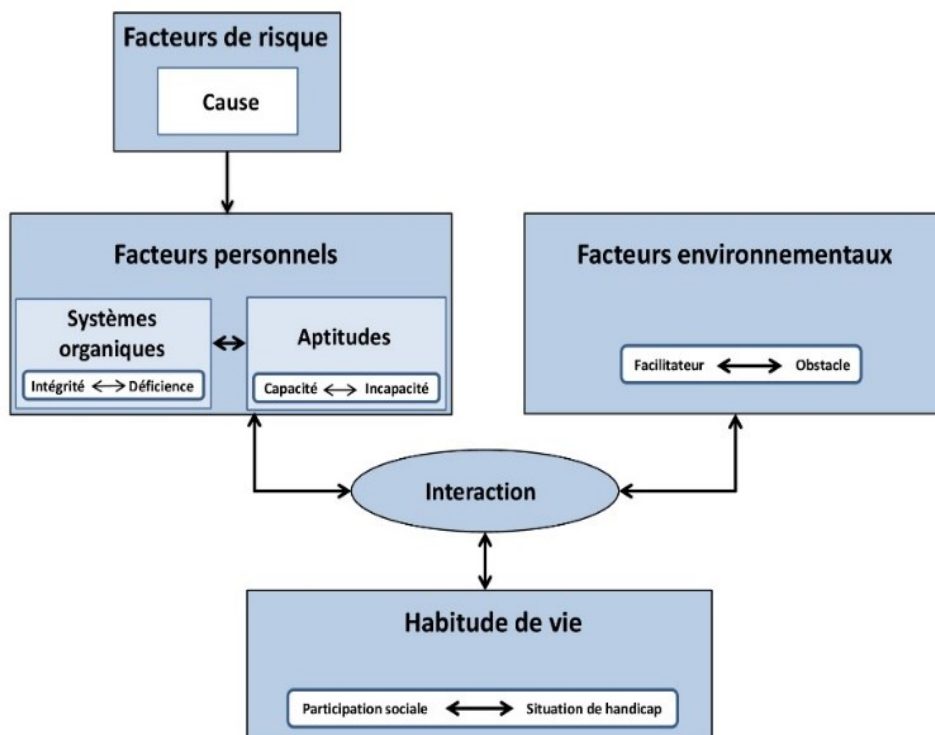 Facteurs de risque
Cause
Facteurs personnels
Systèmes
organiques
Intégrité Déficience
Aptitudes
Capacité Incapacité
Facteurs environnementaux
Facilitateur Obstacle
Interaction
Habitude de vie
Participation sociale Situation de handicap